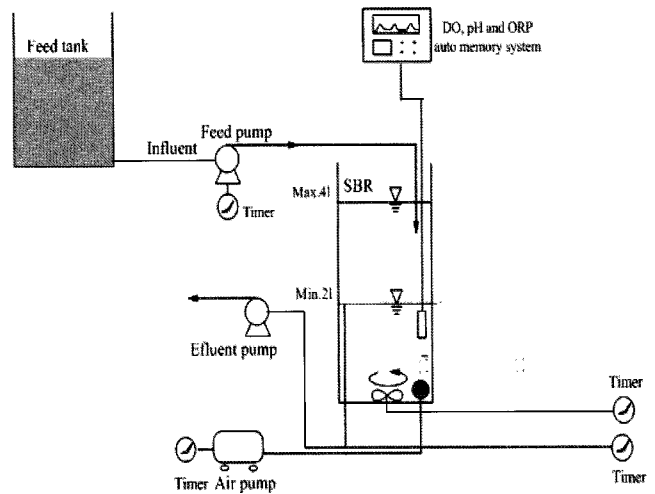 Feed tank
DO, pH and ORP
auto memory system
Influent
Feed pump
Timer
Max.4l
SBR
Min.2l
Efluent pump
Timer
Timer
Timer
Air pump